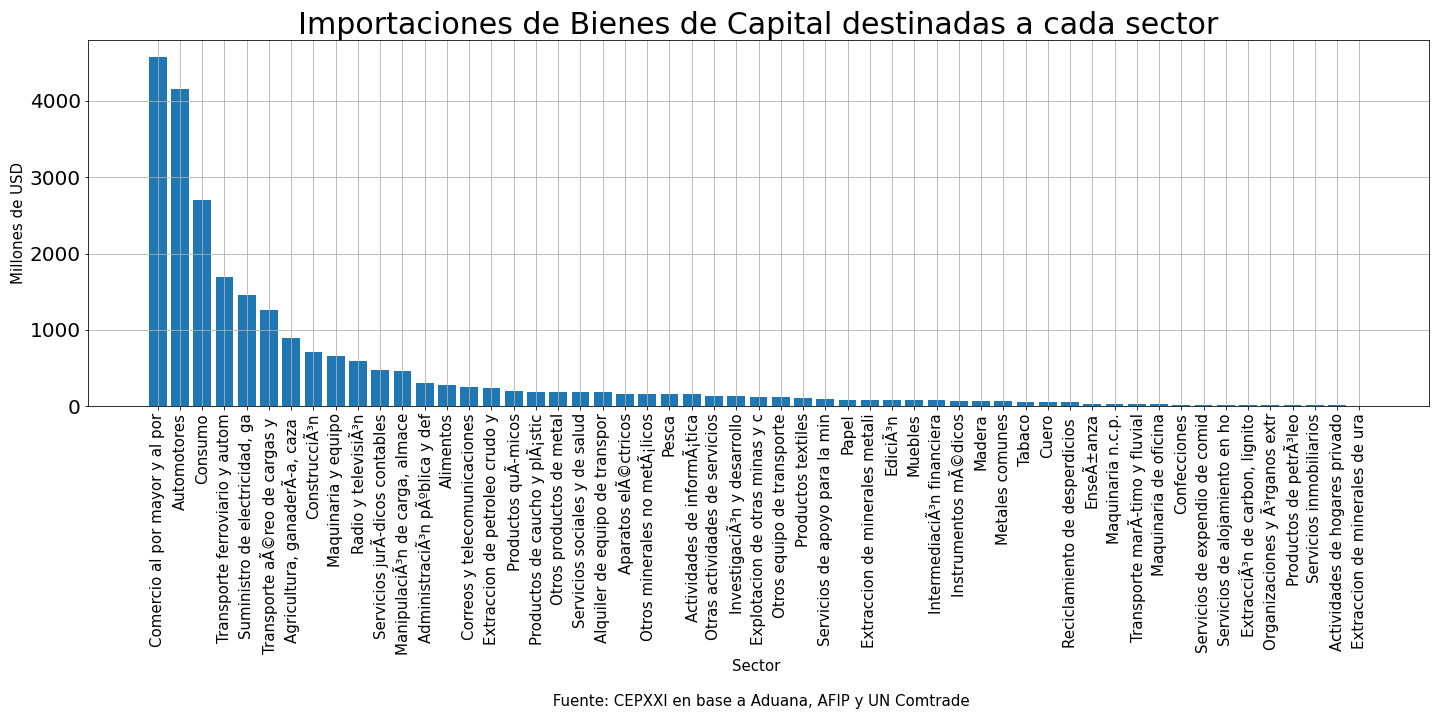 Importaciones de Bienes de Capital destinadas a cada sector
Millones de USD
4000
3000
2000
1000
0
Comercio al por mayor y al por
Automotores
Consumo
Transporte ferroviario y autom
Suministro de electricidad, ga
Transporte aÃ©reo de cargas y
Agricultura, ganaderÃ-a, caza
ConstrucciÃ³n
Maquinaria y equipo
Radio y televisiÃ³n
Servicios jurÃ-dicos contables
ManipulaciÃ³n de carga, almace
AdministraciÃ³n pÃºblica y def
Alimentos
Correos y telecomunicaciones
Extraccion de petroleo crudo y
Productos quÃ-micos
Productos de caucho y plÃ¡stic
Otros productos de metal
Servicios sociales y de salud
Alquiler de equipo de transpor
Aparatos elÃ©ctricos
Otros minerales no metÃ¡licos
Pesca
Actividades de informÃ¡tica
Otras actividades de servicios
InvestigaciÃ³n y desarrollo
Explotacion de otras minas y c
Otros equipo de transporte
Productos textiles
Servicios de apoyo para la min
Papel
Extraccion de minerales metali
EdiciÃ³n
Muebles
IntermediaciÃ³n financiera
Instrumentos mÃ©dicos
Madera
Metales comunes
Tabaco
Cuero
Reciclamiento de desperdicios
EnseÃ±anza
Maquinaria n.c.p.
Transporte marÃ-timo y fluvial
Maquinaria de oficina
Confecciones
Servicios de expendio de comid
Servicios de alojamiento en ho
ExtracciÃ³n de carbon, lignito
Organizaciones y Ã³rganos extr
Productos de petrÃ³leo
Servicios inmobiliarios
Actividades de hogares privado
Extraccion de minerales de ura
Sector
Fuente: CEPXXI en base a Aduana, AFIP y UN Comtrade